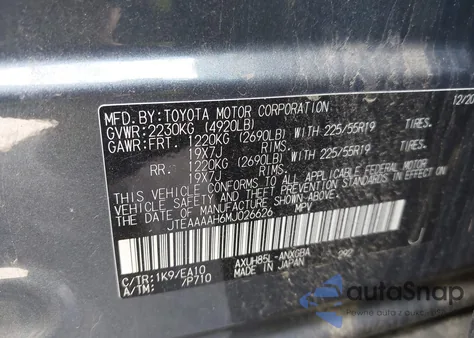 12/20
MFD.BY:TOYOTA MOTOR CORPORATION
GVWR:2230KG (4920LB)
GAWR:FRT. 1220KG (2690LB) WITH 225/55R19
19X7J RIMS.
RR. 1220KG (2690LB) WITH 225/55R19
19X7J RIMS.
THIS VEHICLE CONFORMS TO ALL APPLICABLE FEDERAL MOTOR
VEHICLE SAFETY AND THEFT PREVENTION STANDARDS IN EFFECT ON
THE DATE OF MANUFACTURE SHOWN ABOVE.
JTEAAAAH6MJ026626 MPV
C/TR:1K9/EA10 AXUH85L-ANXGBA 292 J
A/TM: /P710 MADE IN JAPAN
autoSnap